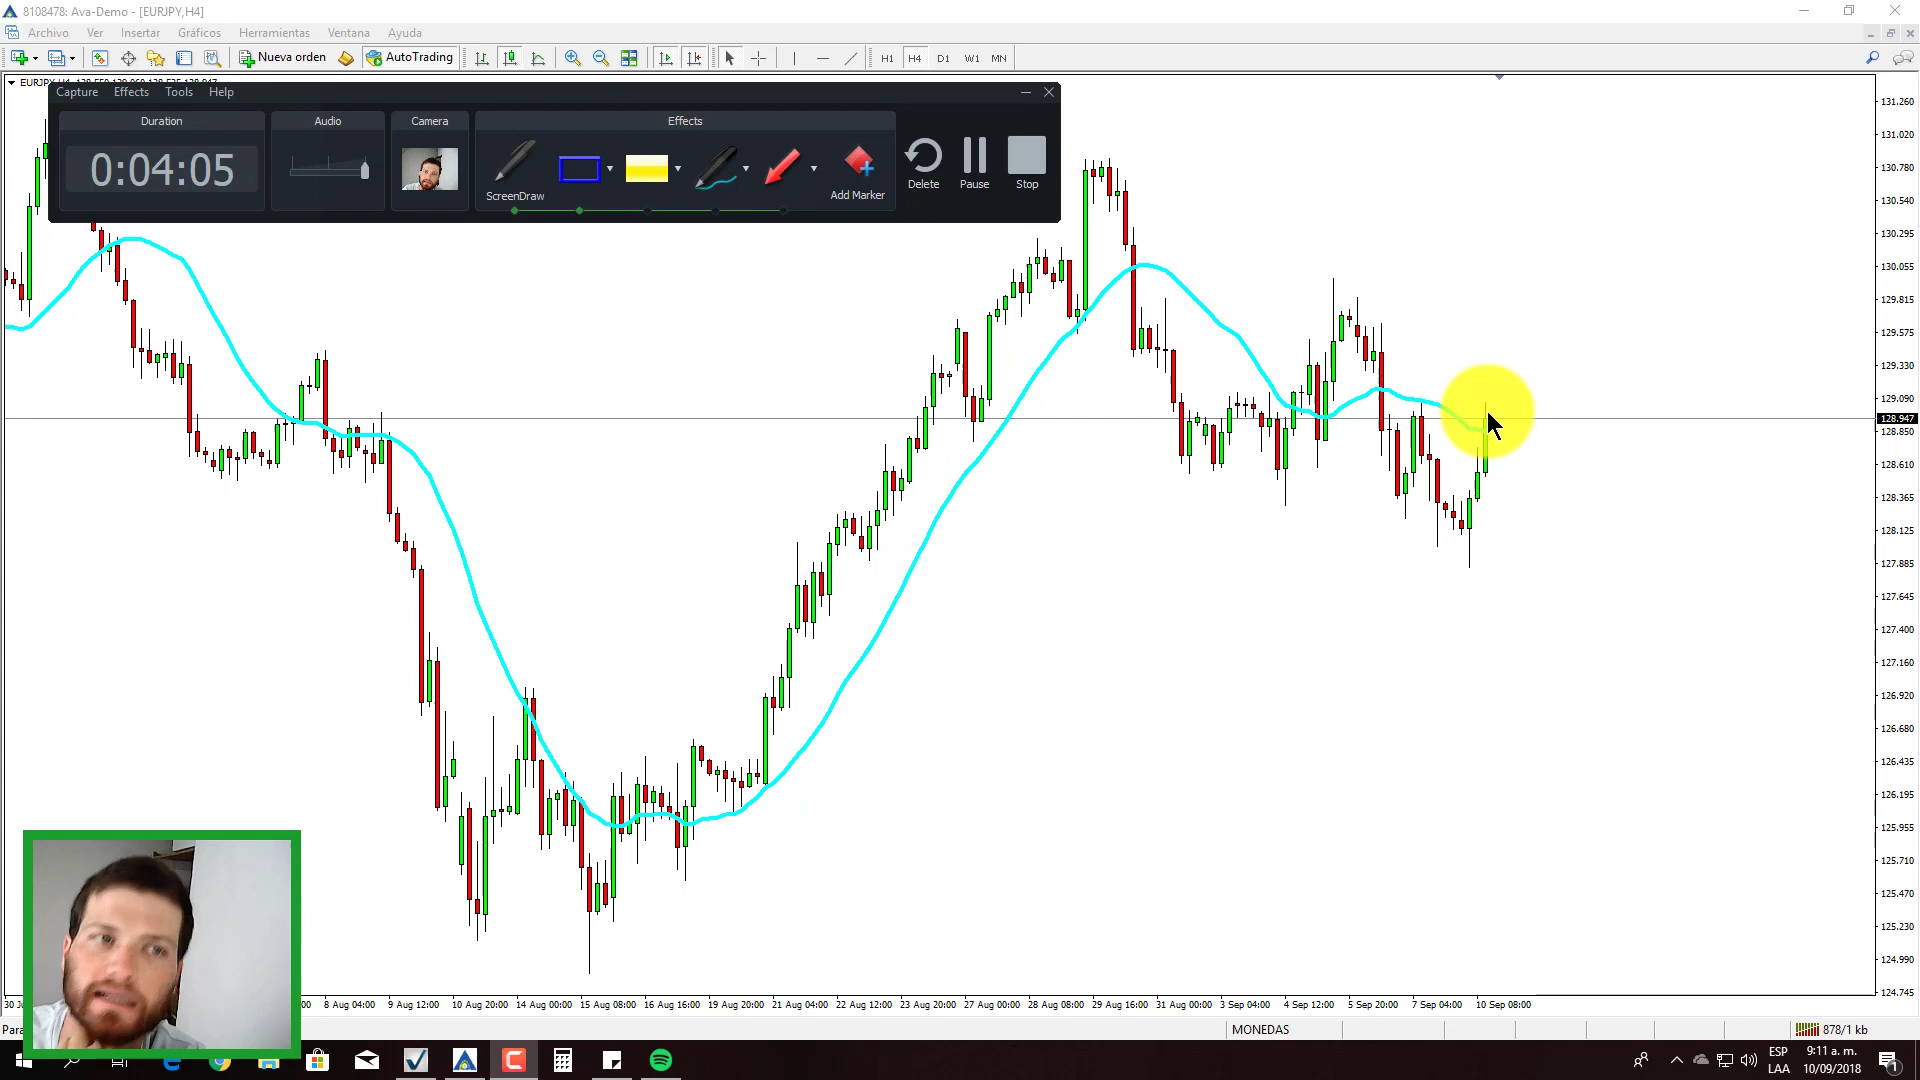 8108478: Ava-Demo - [EURJPY,H4]
Archivo Ver Insertar Gráficos Herramientas Ventana Ayuda
Nueva orden AutoTrading H1 H4 D1 W1 MN
Capture Effects Tools Help
Duration Audio Camera Effects
0:04:05
ScreenDraw Add Marker Delete Pause Stop
131.260
131.020
130.780
130.540
130.295
130.055
129.815
129.575
129.330
129.090
128.947
128.850
128.610
128.365
128.125
127.885
127.645
127.400
127.160
126.920
126.680
126.435
126.195
125.955
125.710
125.470
125.230
124.990
124.745
8 Aug 04:00 9 Aug 12:00 10 Aug 20:00 14 Aug 00:00 15 Aug 08:00 16 Aug 16:00 19 Aug 20:00 21 Aug 04:00 22 Aug 12:00 23 Aug 20:00 27 Aug 00:00 28 Aug 08:00 29 Aug 16:00 31 Aug 00:00 3 Sep 04:00 4 Sep 12:00 5 Sep 20:00 7 Sep 04:00 10 Sep 08:00
MONEDAS 878/1 kb
ESP
LAA
9:11 a. m.
10/09/2018
1